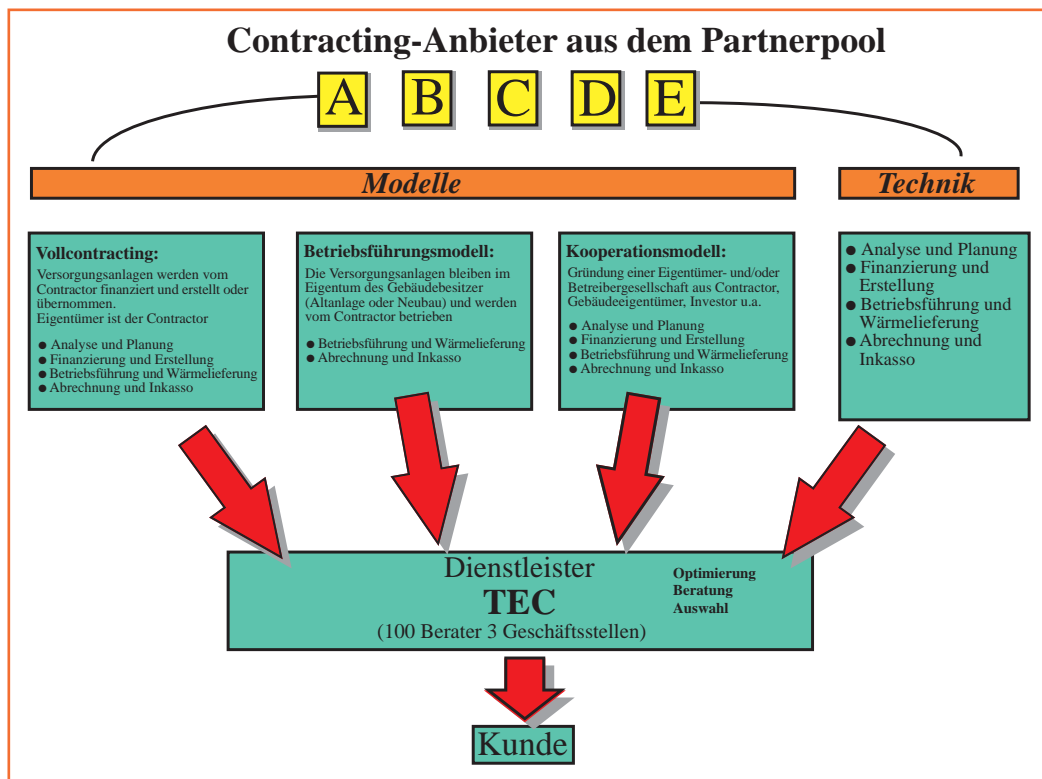 Contracting-Anbieter aus dem Partnerpool
A B C D E
Modelle
Technik
Vollcontracting:
Versorgungsanlagen werden vom
Contractor finanziert und erstellt oder
übernommen.
Eigentümer ist der Contractor
● Analyse und Planung
● Finanzierung und Erstellung
● Betriebsführung und Wärmelieferung
● Abrechnung und Inkasso
Betriebsführungsmodell:
Die Versorgungsanlagen bleiben im
Eigentum des Gebäudebesitzer
(Altanlage oder Neubau) und werden
vom Contractor betrieben
● Betriebsführung und Wärmelieferung
● Abrechnung und Inkasso
Kooperationsmodell:
Gründung einer Eigentümer- und/oder
Betreibergesellschaft aus Contractor,
Gebäudeeigentümer, Investor u.a.
● Analyse und Planung
● Finanzierung und Erstellung
● Betriebsführung und Wärmelieferung
● Abrechnung und Inkasso
● Analyse und Planung
● Finanzierung und
Erstellung
● Betriebsführung und
Wärmelieferung
● Abrechnung und
Inkasso
Dienstleister
TEC
(100 Berater 3 Geschäftsstellen)
Optimierung
Beratung
Auswahl
Kunde